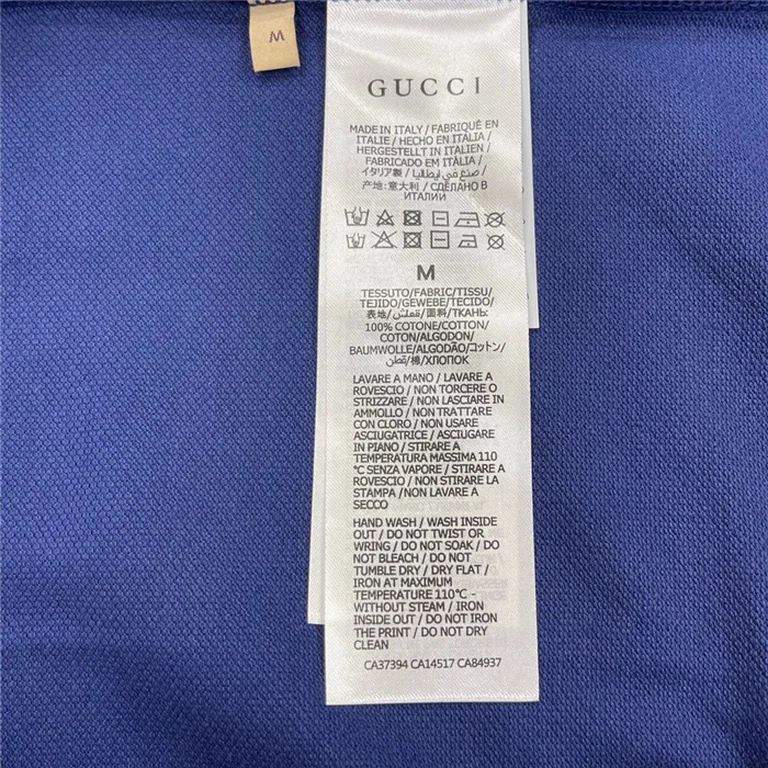 M
GUCCI
MADE IN ITALY / FABRIQUÉ EN
ITALIE / HECHO EN ITALIA /
HERGESTELLT IN ITALIEN /
FABRICADO EM ITÀLIA /
イタリア製 / صنع في ايطاليا /
产地: 意大利 / СДЕЛАНО В
ИТАЛИИ
M
TESSUTO/FABRIC/TISSU/
TEJIDO/GEWEBE/TECIDO/
表地/قماش/面料/ТКАНЬ:
100% COTONE/COTTON/
COTON/ALGODON/
BAUMWOLLE/ALGODÃO/コットン/
قطن/棉/ХЛОПОК
LAVARE A MANO / LAVARE A
ROVESCIO / NON TORCERE O
STRIZZARE / NON LASCIARE IN
AMMOLLO / NON TRATTARE
CON CLORO / NON USARE
ASCIUGATRICE / ASCIUGARE
IN PIANO / STIRARE A
TEMPERATURA MASSIMA 110
°C SENZA VAPORE / STIRARE A
ROVESCIO / NON STIRARE LA
STAMPA /NON LAVARE A
SECCO
HAND WASH / WASH INSIDE
OUT / DO NOT TWIST OR
WRING / DO NOT SOAK / DO
NOT BLEACH / DO NOT
TUMBLE DRY / DRY FLAT /
IRON AT MAXIMUM
TEMPERATURE 110°C -
WITHOUT STEAM / IRON
INSIDE OUT / DO NOT IRON
THE PRINT / DO NOT DRY
CLEAN
CA37394 CA14517 CA84937